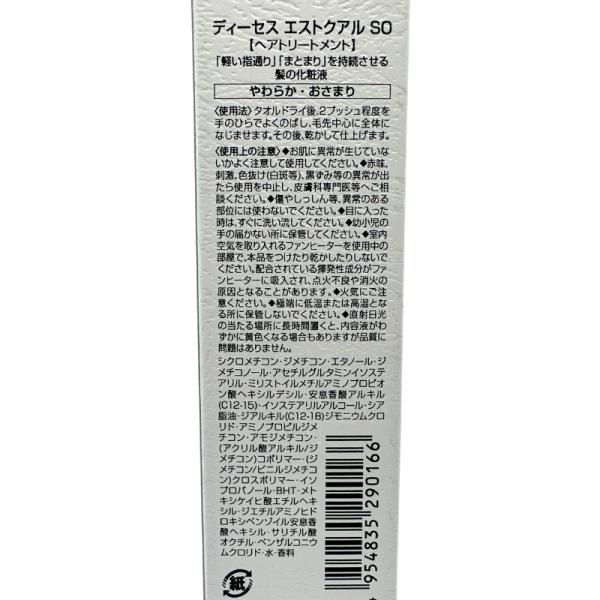 ディーセス エストクアル SO
【ヘアトリートメント】
「軽い指通り」「まとまり」を持続させる
髪の化粧液
やわらか・おさまり
〈使用法〉タオルドライ後、2プッシュ程度を
手のひらでよくのばし、毛先中心に全体に
なじませます。その後、乾かして仕上げます。
〈使用上の注意〉◆お肌に異常が生じていな
いかよく注意して使用してください。◆赤味、
刺激、色抜け(白斑等)、黒ずみ等の異常が出
たら使用を中止し、皮膚科専門医等へご相
談ください。◆傷やしっしん等、異常のある
部位には使わないでください。◆目に入った
時は、すぐに洗い流してください。◆幼小児の
手の届かない所に保管してください。◆室内
空気を取り入れるファンヒーターを使用中の
部屋で、本品をつけたり乾かしたりしないで
ください。配合されている揮発性成分がファ
ンヒーターに吸入され、点火不良や消火の
原因となることがあります。◆火気にご注
意ください。◆極端に低温または高温とな
る所に保管しないでください。◆直射日光
の当たる場所に長時間置くと、内容液がわ
ずかに黄色くなる場合もありますが品質に
問題はありません。
シクロメチコン・ジメチコン・エタノール・ジ
メチコノール・アセチルグルタミンイソステ
アリル・ミリストイルメチルアミノプロピオ
ン酸ヘキシルデシル・安息香酸アルキル
(C12-15)・イソステアリルアルコール・シア
脂油・ジアルキル(C12-18)ジモニウムクロ
リド・アミノプロピルジメ
チコン・アモジメチコン・
(アクリル酸アルキル/ジ
メチコン)コポリマー・(ジ
メチコン/ビニルジメチコ
ン)クロスポリマー・イソ
プロパノール・BHT・メト
キシケイヒ酸エチルヘキ
シル・ジエチルアミノヒド
ロキシベンゾイル安息香
酸ヘキシル・サリチル酸
オクチル・ベンザルコニウ
ムクロリド・水・香料
954835 290166
紙